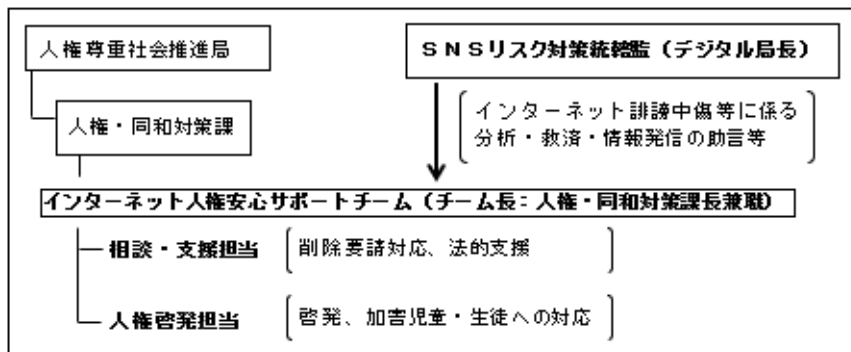 人権尊重社会推進局
ＳＮＳリスク対策統轄監（デジタル局長）
人権・同和対策課
インターネット誹謗中傷等に係る
分析・救済・情報発信の助言等
インターネット人権安心サポートチーム（チーム長：人権・同和対策課長兼職）
相談・支援担当
削除要請対応、法的支援
人権啓発担当
啓発、加害児童・生徒への対応